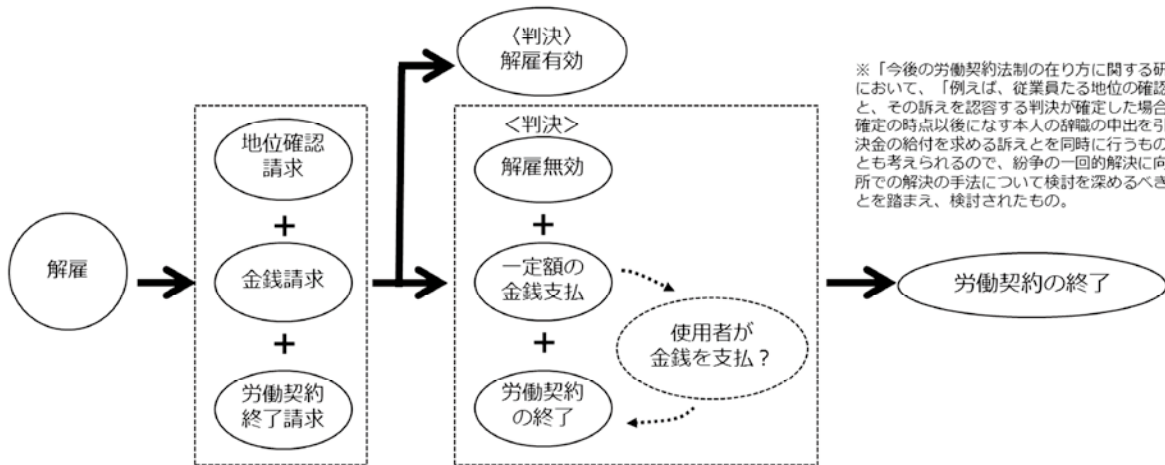 〈判決〉
解雇有効
※「今後の労働契約法制の在り方に関する研
において、「例えば、従業員たる地位の確認
と、その訴えを認容する判決が確定した場合
確定の時点以後になす本人の辞職の申出を引
決金の給付を求める訴えとを同時に行うもの
とも考えられるので、紛争の一回的解決に向
所での解決の手法について検討を深めるべき
とを踏まえ、検討されたもの。
解雇
地位確認
請求
+
金銭請求
+
労働契約
終了請求
<判決>
解雇無効
+
一定額の
金銭支払
+
労働契約
の終了
使用者が
金銭を支払？
労働契約の終了